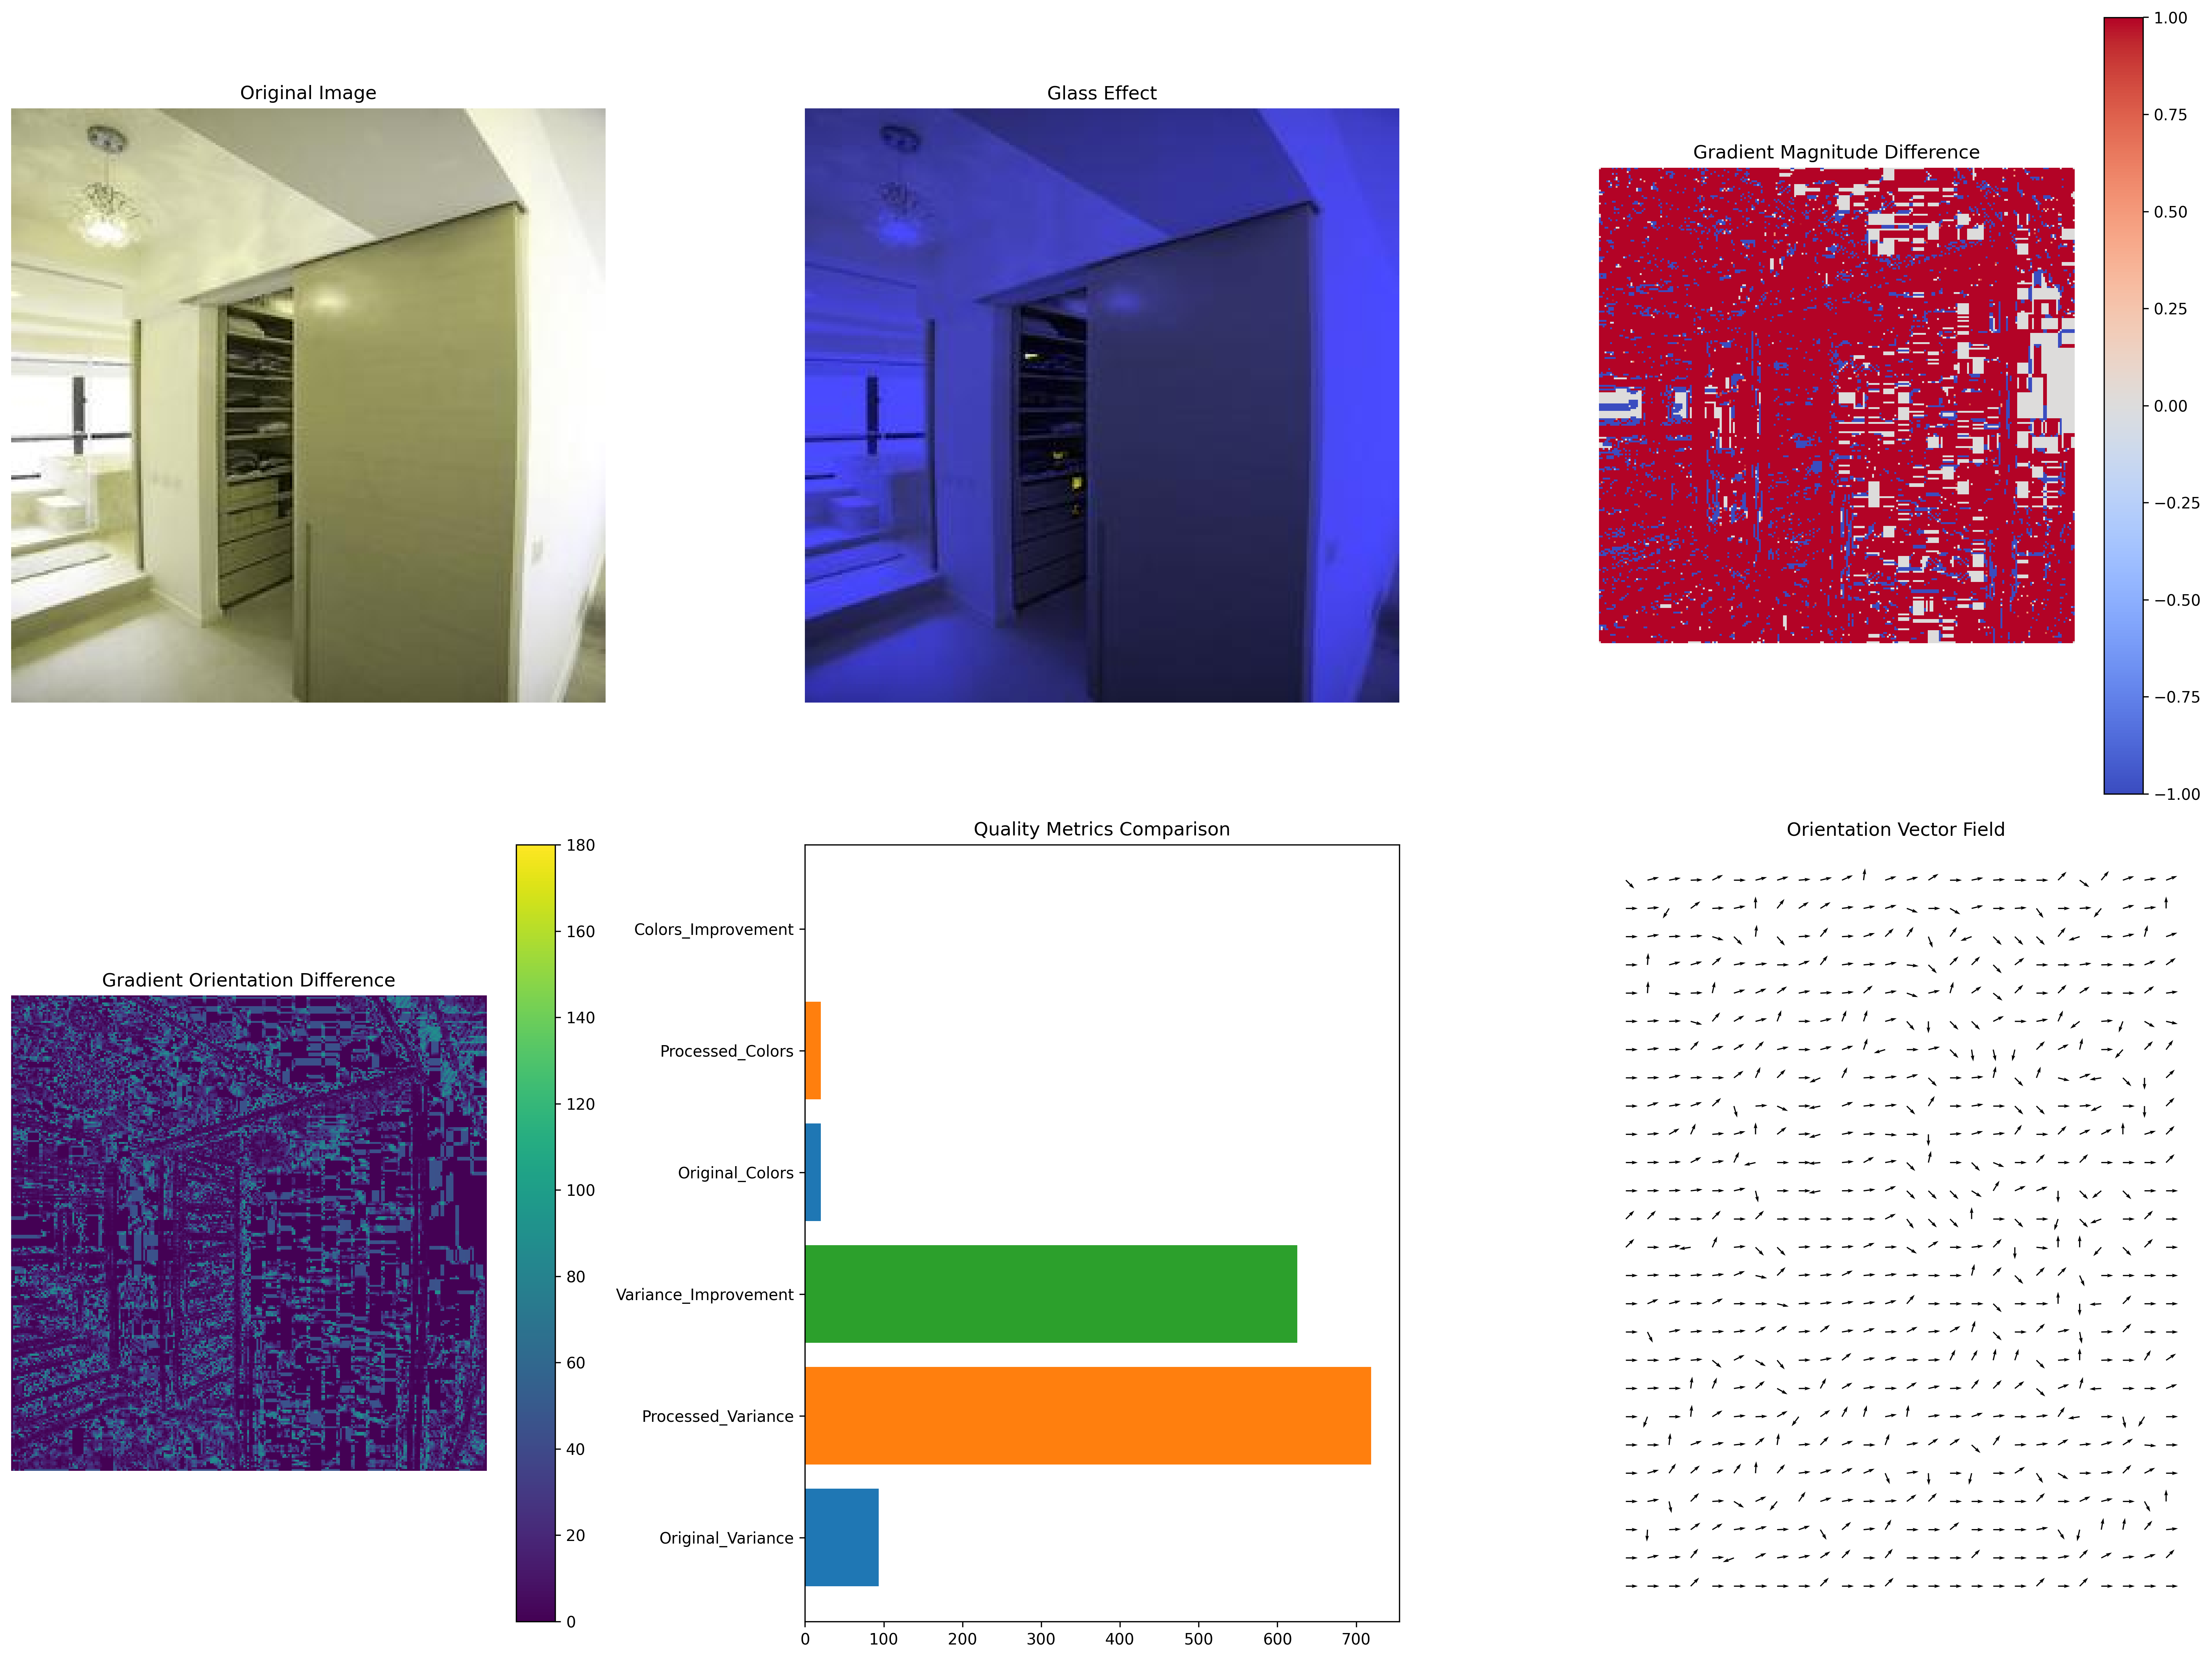 Original Image
Glass Effect
Gradient Magnitude Difference
1.00
0.75
0.50
0.25
0.00
−0.25
−0.50
−0.75
−1.00
Gradient Orientation Difference
180
160
140
120
100
80
60
40
20
0
Quality Metrics Comparison
Colors_Improvement
Processed_Colors
Original_Colors
Variance_Improvement
Processed_Variance
Original_Variance
0 100 200 300 400 500 600 700
Orientation Vector Field